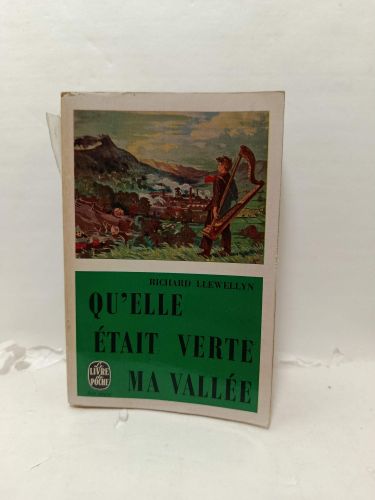 RICHARD LLEWELLYN
QU'ELLE
ÉTAIT VERTE
MA VALLÉE
Le
LIVRE
de
POCHE